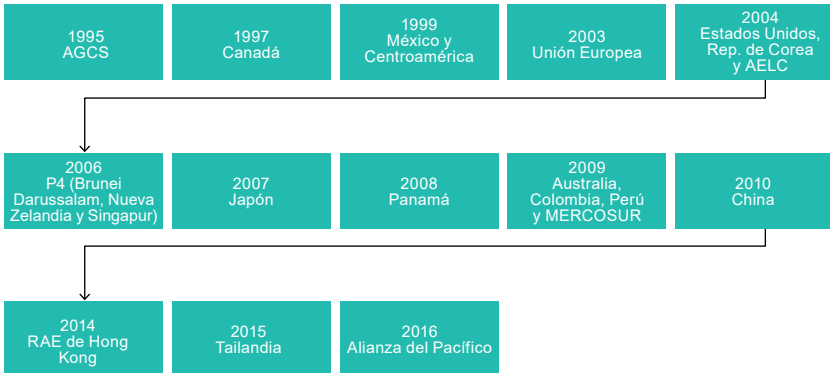 1995
AGCS
1997
Canadá
1999
México y
Centroamérica
2003
Unión Europea
2004
Estados Unidos,
Rep. de Corea
y AELC
2006
P4 (Brunei
Darussalam, Nueva
Zelandia y Singapur)
2007
Japón
2008
Panamá
2009
Australia,
Colombia, Perú
y MERCOSUR
2010
China
2014
RAE de Hong
Kong
2015
Tailandia
2016
Alianza del Pacífico